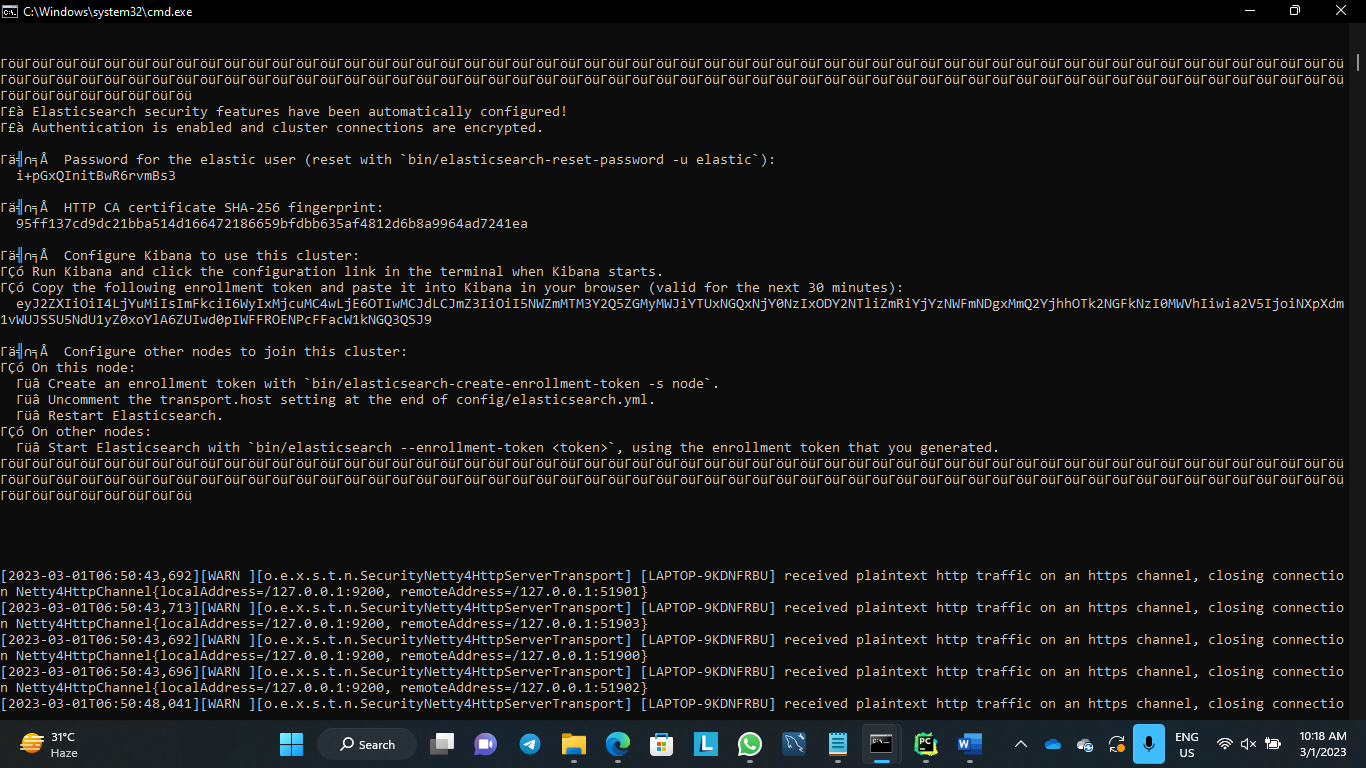 C:\Windows\system32\cmd.exe
ΓöüΓöüΓöüΓöüΓöüΓöüΓöüΓöüΓöüΓöüΓöüΓöüΓöüΓöüΓöüΓöüΓöüΓöüΓöüΓöüΓöüΓöüΓöüΓöüΓöüΓöüΓöüΓöüΓöüΓöüΓöüΓöüΓöüΓöüΓöüΓöüΓöüΓöüΓöüΓöüΓöüΓöüΓöüΓöüΓöüΓöüΓöüΓöüΓöüΓöüΓöüΓöüΓöüΓöüΓöüΓöü
ΓöüΓöüΓöüΓöüΓöüΓöüΓöüΓöüΓöüΓöüΓöüΓöüΓöüΓöüΓöüΓöüΓöüΓöüΓöüΓöüΓöüΓöüΓöüΓöüΓöüΓöüΓöüΓöüΓöüΓöüΓöüΓöüΓöüΓöüΓöüΓöüΓöüΓöüΓöüΓöüΓöüΓöüΓöüΓöüΓöüΓöüΓöüΓöüΓöüΓöüΓöüΓöüΓöüΓöüΓöüΓöü
ΓöüΓöüΓöüΓöüΓöüΓöüΓöüΓöü
Γ£à Elasticsearch security features have been automatically configured!
Γ£à Authentication is enabled and cluster connections are encrypted.
Γä╣∩╕Å  Password for the elastic user (reset with `bin/elasticsearch-reset-password -u elastic`):
i+pGxQInitBwR6rvmBs3
Γä╣∩╕Å  HTTP CA certificate SHA-256 fingerprint:
95ff137cd9dc21bba514d166472186659bfdbb635af4812d6b8a9964ad7241ea
Γä╣∩╕Å  Configure Kibana to use this cluster:
ΓÇó Run Kibana and click the configuration link in the terminal when Kibana starts.
ΓÇó Copy the following enrollment token and paste it into Kibana in your browser (valid for the next 30 minutes):
eyJ2ZXIiOiI4LjYuMiIsImFkciI6WyIxMjcuMC4wLjE6OTIwMCJdLCJmZ3IiOiI5NWZmMTM3Y2Q5ZGMyMWJiYTUxNGQxNjY0NzIxODY2NTliZmRiYjYzNWFmNDgxMmQ2YjhhOTk2NGFkNzI0MWVhIiwia2V5IjoiNXpXdm
1vWUJSSU5NdU1yZ0xoYlA6ZUIwd0pIWFFROENPcFFacW1kNGQ3QSJ9
Γä╣∩╕Å  Configure other nodes to join this cluster:
ΓÇó On this node:
Γüâ Create an enrollment token with `bin/elasticsearch-create-enrollment-token -s node`.
Γüâ Uncomment the transport.host setting at the end of config/elasticsearch.yml.
Γüâ Restart Elasticsearch.
ΓÇó On other nodes:
Γüâ Start Elasticsearch with `bin/elasticsearch --enrollment-token <token>`, using the enrollment token that you generated.
ΓöüΓöüΓöüΓöüΓöüΓöüΓöüΓöüΓöüΓöüΓöüΓöüΓöüΓöüΓöüΓöüΓöüΓöüΓöüΓöüΓöüΓöüΓöüΓöüΓöüΓöüΓöüΓöüΓöüΓöüΓöüΓöüΓöüΓöüΓöüΓöüΓöüΓöüΓöüΓöüΓöüΓöüΓöüΓöüΓöüΓöüΓöüΓöüΓöüΓöüΓöüΓöüΓöüΓöüΓöüΓöü
ΓöüΓöüΓöüΓöüΓöüΓöüΓöüΓöüΓöüΓöüΓöüΓöüΓöüΓöüΓöüΓöüΓöüΓöüΓöüΓöüΓöüΓöüΓöüΓöüΓöüΓöüΓöüΓöüΓöüΓöüΓöüΓöüΓöüΓöüΓöüΓöüΓöüΓöüΓöüΓöüΓöüΓöüΓöüΓöüΓöüΓöüΓöüΓöüΓöüΓöüΓöüΓöüΓöüΓöüΓöüΓöü
ΓöüΓöüΓöüΓöüΓöüΓöüΓöüΓöü
[2023-03-01T06:50:43,692][WARN ][o.e.x.s.t.n.SecurityNetty4HttpServerTransport] [LAPTOP-9KDNFRBU] received plaintext http traffic on an https channel, closing connectio
n Netty4HttpChannel{localAddress=/127.0.0.1:9200, remoteAddress=/127.0.0.1:51901}
[2023-03-01T06:50:43,713][WARN ][o.e.x.s.t.n.SecurityNetty4HttpServerTransport] [LAPTOP-9KDNFRBU] received plaintext http traffic on an https channel, closing connectio
n Netty4HttpChannel{localAddress=/127.0.0.1:9200, remoteAddress=/127.0.0.1:51903}
[2023-03-01T06:50:43,692][WARN ][o.e.x.s.t.n.SecurityNetty4HttpServerTransport] [LAPTOP-9KDNFRBU] received plaintext http traffic on an https channel, closing connectio
n Netty4HttpChannel{localAddress=/127.0.0.1:9200, remoteAddress=/127.0.0.1:51900}
[2023-03-01T06:50:43,696][WARN ][o.e.x.s.t.n.SecurityNetty4HttpServerTransport] [LAPTOP-9KDNFRBU] received plaintext http traffic on an https channel, closing connectio
n Netty4HttpChannel{localAddress=/127.0.0.1:9200, remoteAddress=/127.0.0.1:51902}
[2023-03-01T06:50:48,041][WARN ][o.e.x.s.t.n.SecurityNetty4HttpServerTransport] [LAPTOP-9KDNFRBU] received plaintext http traffic on an https channel, closing connectio
31°C
Haze
Search
L
PC
W
ENG
US
10:18 AM
3/1/2023